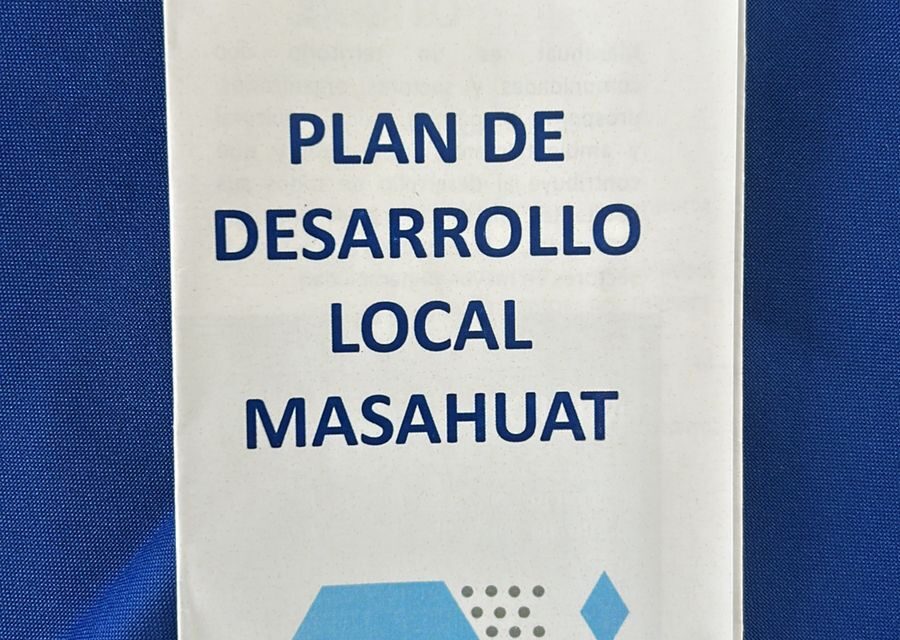 PLAN DE
DESARROLLO
LOCAL
MASAHUAT